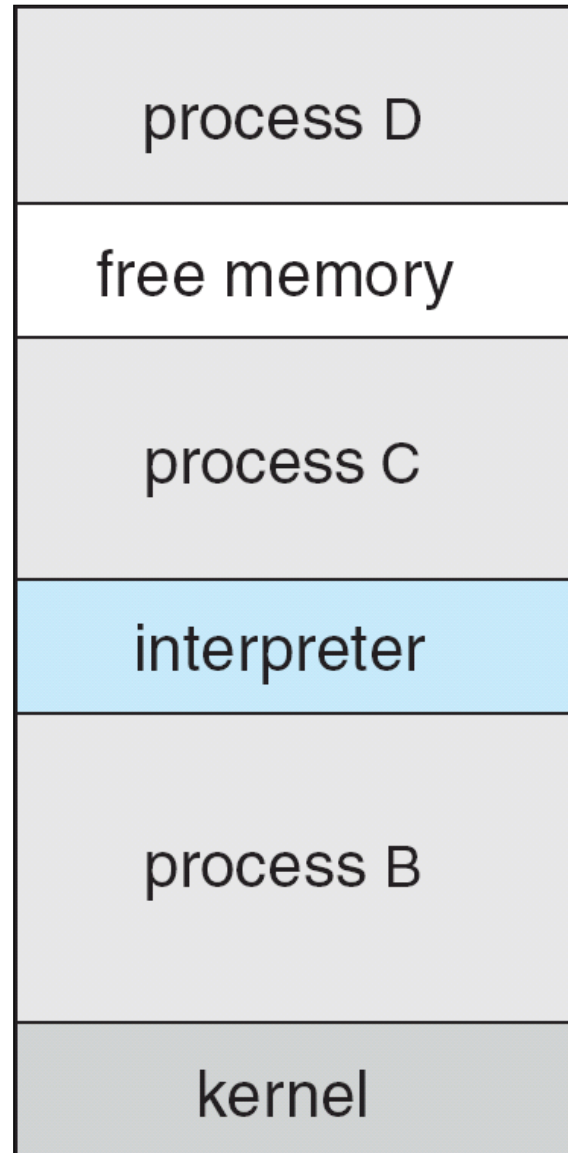 process D
free memory
process C
interpreter
process B
kernel